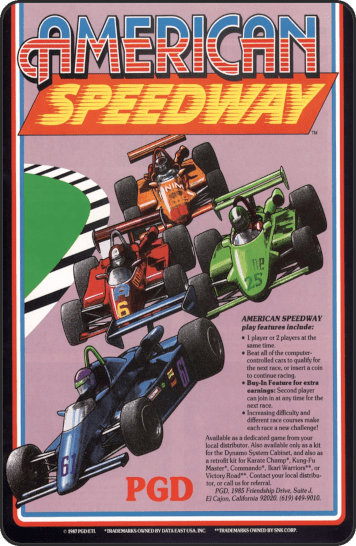 AMERICAN
SPEEDWAY
TM
6
25
6
AMERICAN SPEEDWAY
play features include:
• 1 player or 2 players at the
same time.
• Beat all of the computer-
controlled cars to qualify for
the next race, or insert a coin
to continue racing.
• Buy-In Feature for extra
earnings: Second player
can join in at any time for the
next race.
• Increasing difficulty and
different race courses make
each race a new challenge!
Available as a dedicated game from your
local distributor. Also available only as a kit
for the Dynamo System Cabinet, and also as
a retrofit kit for Karate Champ*, Kung-Fu
Master*, Commando*, Ikari Warriors**, or
Victory Road**. Contact your local distribu-
tor, or call us for referral.
PGD, 1985 Friendship Drive, Suite J,
El Cajon, California 92020. (619) 449-9010.
PGD
© 1987 PGD ETI. *TRADEMARKS OWNED BY DATA EAST USA, INC. **TRADEMARKS OWNED BY SNK CORP.